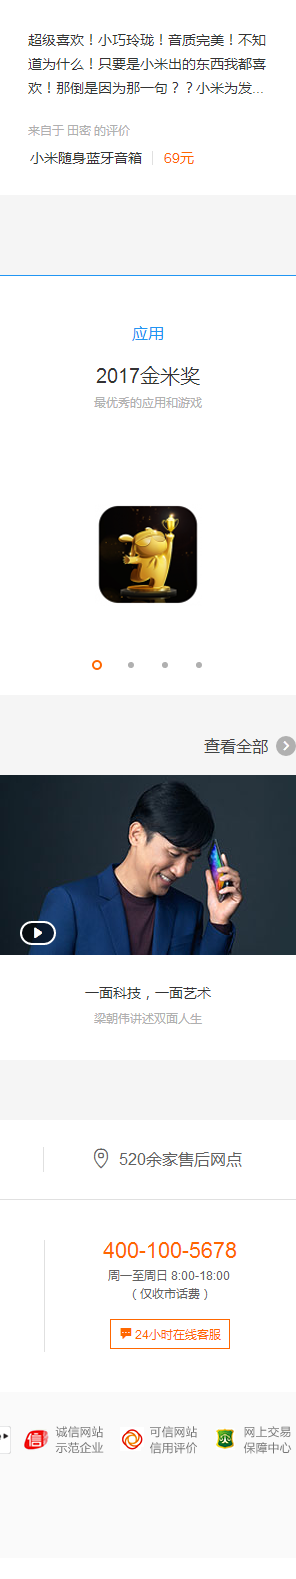 超级喜欢！小巧玲珑！音质完美！不知
道为什么！只要是小米出的东西我都喜
欢！那倒是因为那一句？？小米为发...
来自于 田密 的评价
小米随身蓝牙音箱 69元
应用
2017金米奖
最优秀的应用和游戏
查看全部
一面科技，一面艺术
梁朝伟讲述双面人生
520余家售后网点
400-100-5678
周一至周日 8:00-18:00
（仅收市话费）
24小时在线客服
信 诚信网站
示范企业
可信网站
信用评价
网上交易
保障中心